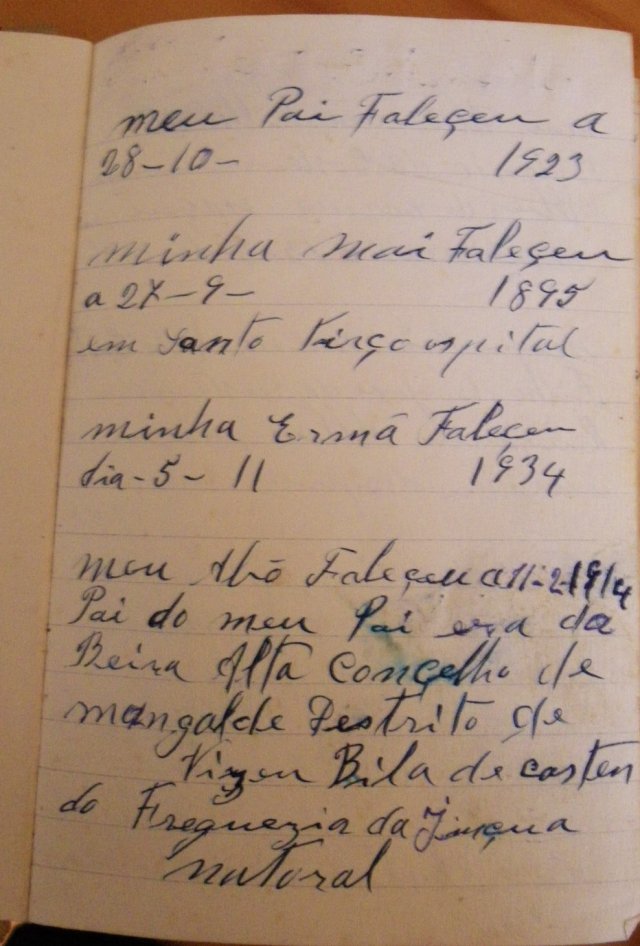 meu Pai Faleçeu a
28-10- 1923
minha Mai Faleçeu
a 27-9- 1895
em Santo Tirço ospital
minha Ermã Faleçeu
dia-5- 11 1934
meu Abô Faleçeu a 11-2-1914
Pai do meu Pai era da
Beira Alta Conçelho de
mangalde Destrito de
Vizeu Bila de casten
do Freguezia da
natoral